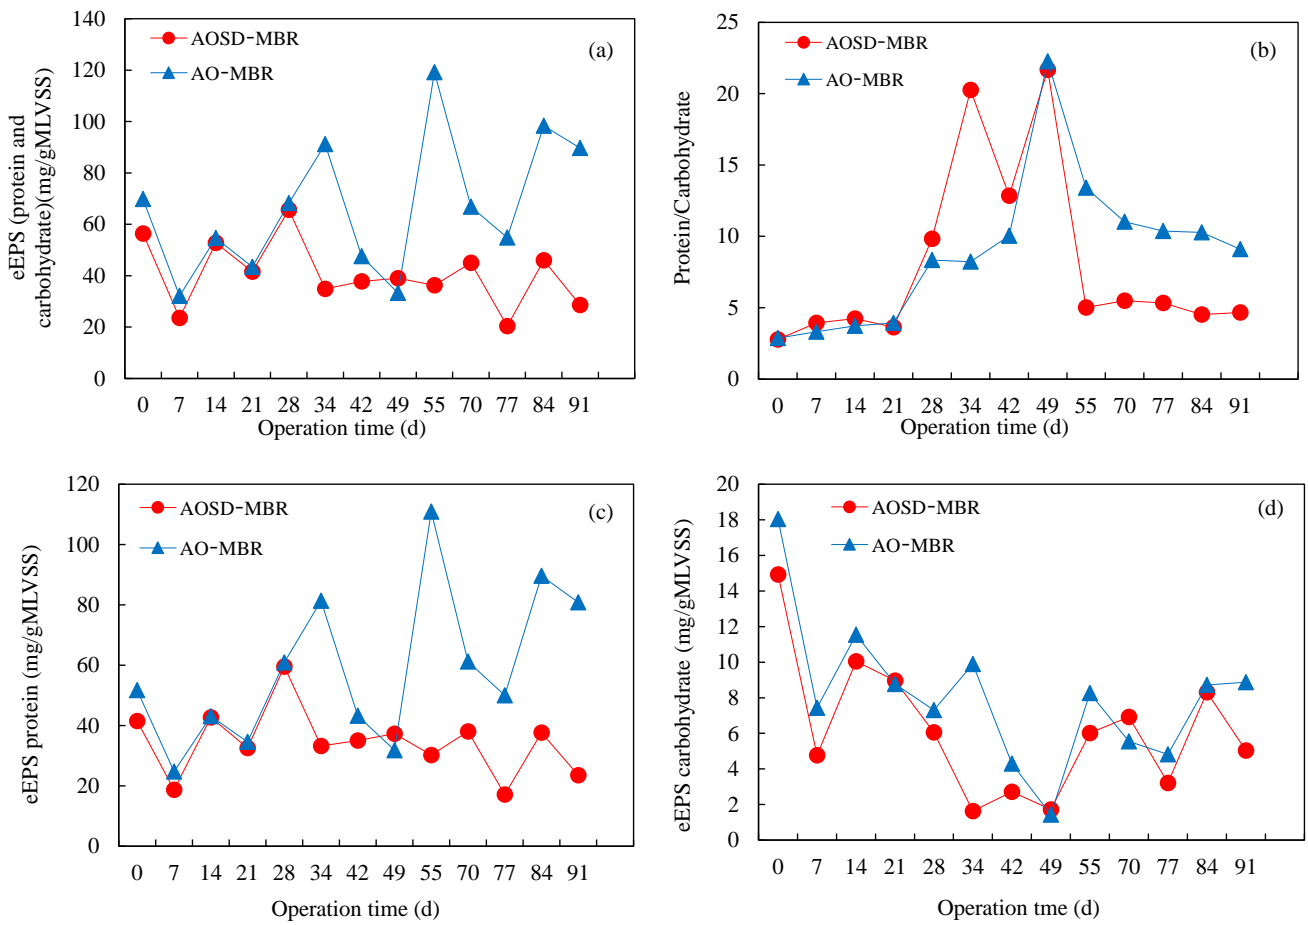 140
120
100
80
60
40
20
0
eEPS (protein and
carbohydrate)(mg/gMLVSS)
AOSD-MBR
AO-MBR
(a)
0 7 14 21 28 34 42 49 55 70 77 84 91
Operation time (d)
25
20
15
10
5
0
Protein/Carbohydrate
AOSD-MBR
AO-MBR
(b)
0 7 14 21 28 34 42 49 55 70 77 84 91
Operation time (d)
120
100
80
60
40
20
0
eEPS protein (mg/gMLVSS)
AOSD-MBR
AO-MBR
(c)
0 7 14 21 28 34 42 49 55 70 77 84 91
Operation time (d)
20
18
16
14
12
10
8
6
4
2
0
eEPS carbohydrate (mg/gMLVSS)
AOSD-MBR
AO-MBR
(d)
0 7 14 21 28 34 42 49 55 70 77 84 91
Operation tme (d)